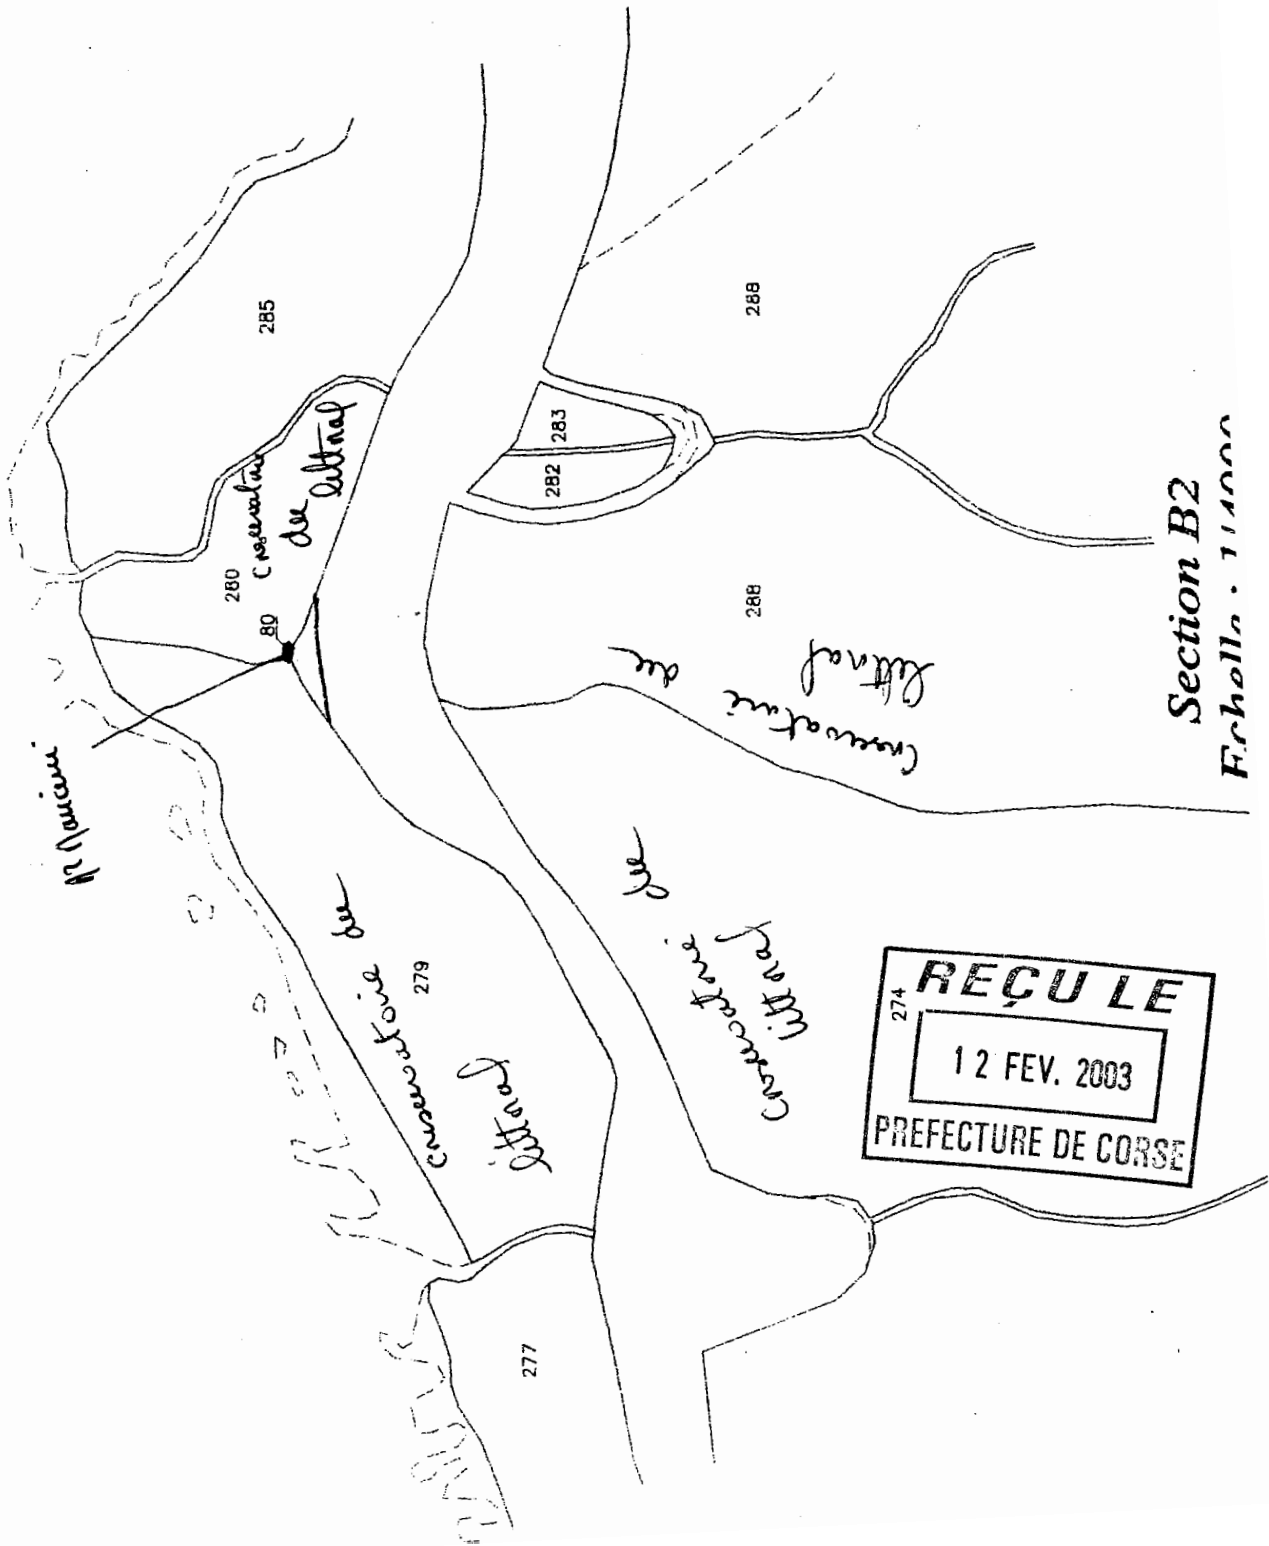 285
Conservatoire
du
littoral
280
80
283
282
288
288
Conservatoire du
littoral
Conservatoire du
littoral
279
Conservatoire du
littoral
277
274
REÇU LE
12 FEV. 2003
PREFECTURE DE CORSE
Section B2